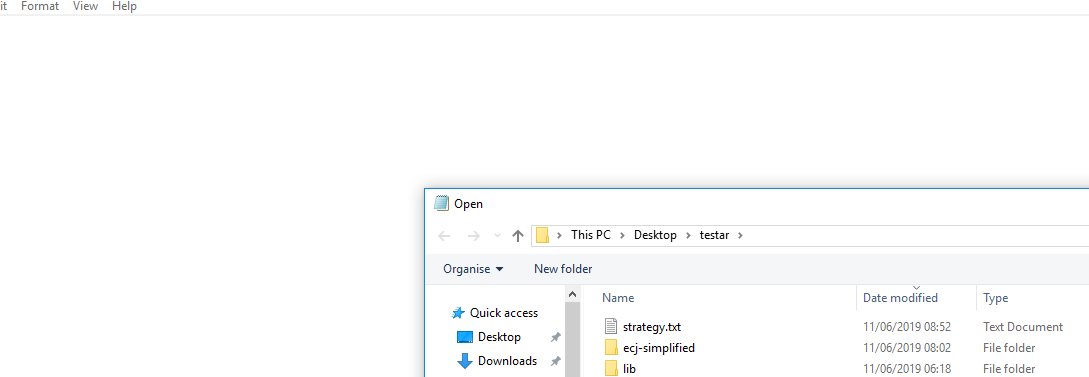 it Format View Help
Open
This PC Desktop testar
Organise New folder
Name Date modified Type
Quick access
strategy.txt 11/06/2019 08:52 Text Document
Desktop
ecj-simplified 11/06/2019 08:02 File folder
Downloads
lib 11/06/2019 06:18 File folder